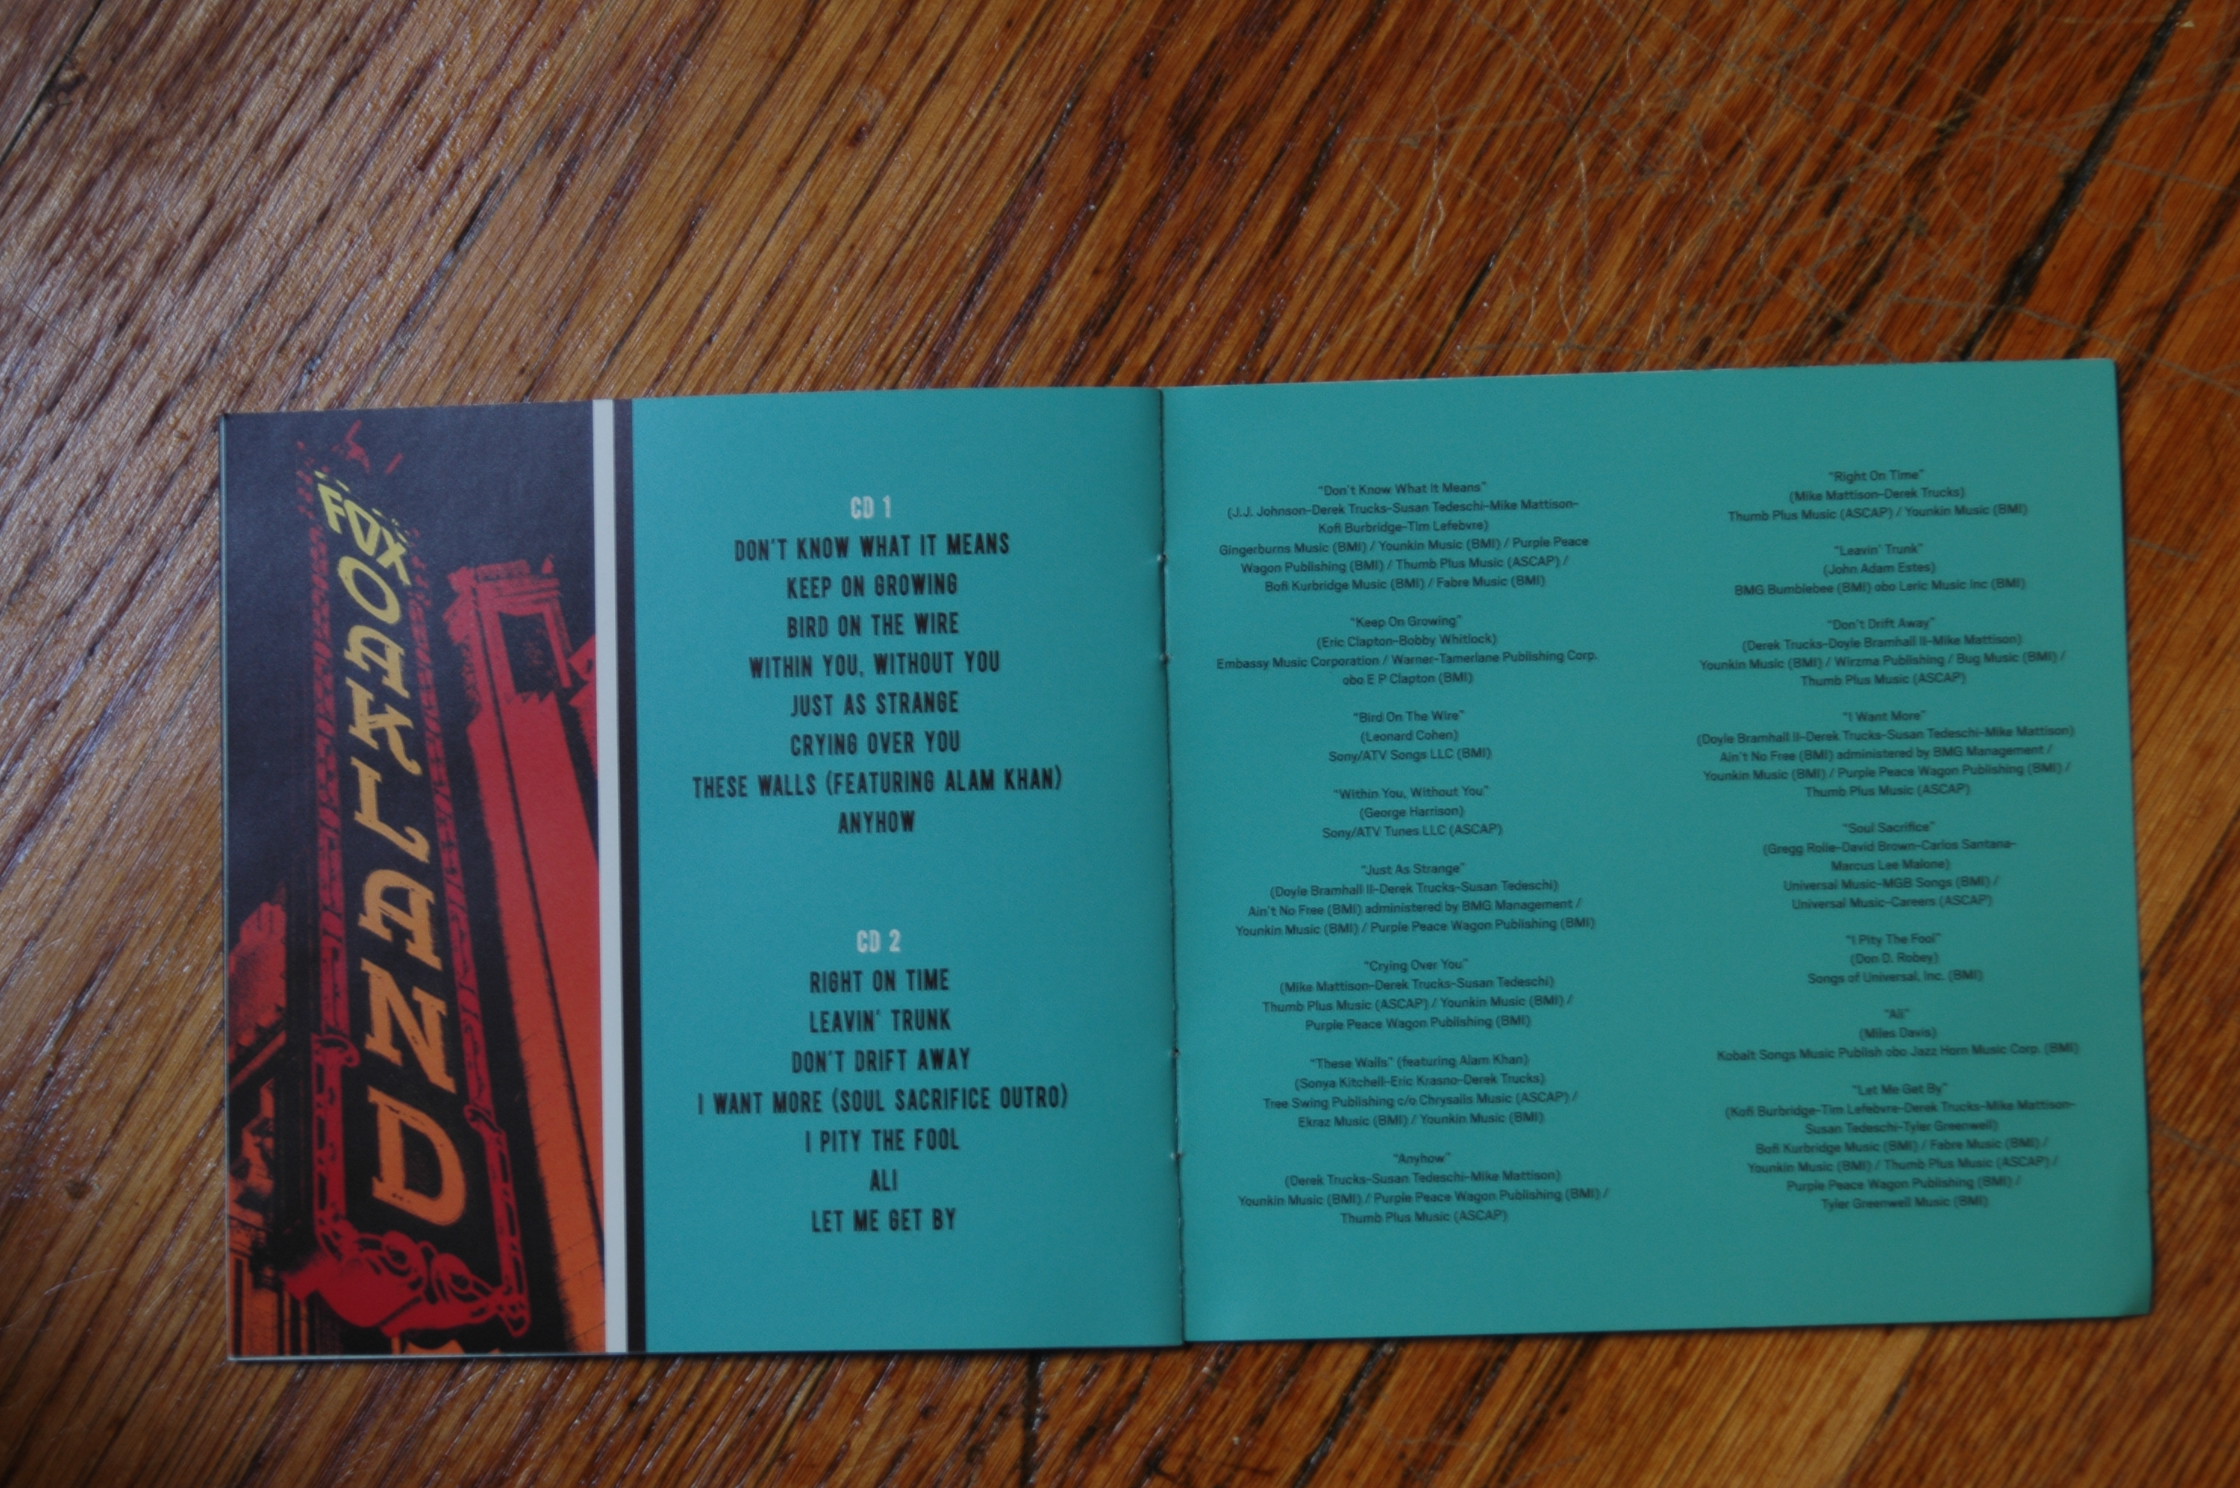 FOX
OAKLAND
CD 1
DON'T KNOW WHAT IT MEANS
KEEP ON GROWING
BIRD ON THE WIRE
WITHIN YOU, WITHOUT YOU
JUST AS STRANGE
CRYING OVER YOU
THESE WALLS (FEATURING ALAM KHAN)
ANYHOW
CD 2
RIGHT ON TIME
LEAVIN' TRUNK
DON'T DRIFT AWAY
I WANT MORE (SOUL SACRIFICE OUTRO)
I PITY THE FOOL
ALI
LET ME GET BY
"Don't Know What It Means"
(J.J. Johnson-Derek Trucks-Susan Tedeschi-Mike Mattison-
Kofi Burbridge-Tim Lefebvre)
Gingerburns Music (BMI) / Younkin Music (BMI) / Purple Peace
Wagon Publishing (BMI) / Thumb Plus Music (ASCAP) /
Bofi Kurbridge Music (BMI) / Fabre Music (BMI)
"Keep On Growing"
(Eric Clapton-Bobby Whitlock)
Embassy Music Corporation / Warner-Tamerlane Publishing Corp.
obo E P Clapton (BMI)
"Bird On The Wire"
(Leonard Cohen)
Sony/ATV Songs LLC (BMI)
"Within You, Without You"
(George Harrison)
Sony/ATV Tunes LLC (ASCAP)
"Just As Strange"
(Doyle Bramhall II-Derek Trucks-Susan Tedeschi)
Ain't No Free (BMI) administered by BMG Management /
Younkin Music (BMI) / Purple Peace Wagon Publishing (BMI)
"Crying Over You"
(Mike Mattison-Derek Trucks-Susan Tedeschi)
Thumb Plus Music (ASCAP) / Younkin Music (BMI) /
Purple Peace Wagon Publishing (BMI)
"These Walls" (featuring Alam Khan)
(Sonya Kitchell-Eric Krasno-Derek Trucks)
Tree Swing Publishing c/o Chrysalis Music (ASCAP) /
Ekraz Music (BMI) / Younkin Music (BMI)
"Anyhow"
(Derek Trucks-Susan Tedeschi-Mike Mattison)
Younkin Music (BMI) / Purple Peace Wagon Publishing (BMI) /
Thumb Plus Music (ASCAP)
"Right On Time"
(Mike Mattison-Derek Trucks)
Thumb Plus Music (ASCAP) / Younkin Music (BMI)
"Leavin' Trunk"
(John Adam Estes)
BMG Bumblebee (BMI) obo Leric Music Inc (BMI)
"Don't Drift Away"
(Derek Trucks-Doyle Bramhall II-Mike Mattison)
Younkin Music (BMI) / Wirzma Publishing / Bug Music (BMI) /
Thumb Plus Music (ASCAP)
"I Want More"
(Doyle Bramhall II-Derek Trucks-Susan Tedeschi-Mike Mattison)
Ain't No Free (BMI) administered by BMG Management /
Younkin Music (BMI) / Purple Peace Wagon Publishing (BMI) /
Thumb Plus Music (ASCAP)
"Soul Sacrifice"
(Gregg Rolie-David Brown-Carlos Santana-
Marcus Lee Malone)
Universal Music-MGB Songs (BMI) /
Universal Music-Careers (ASCAP)
"I Pity The Fool"
(Don D. Robey)
Songs of Universal, Inc. (BMI)
"Ali"
(Miles Davis)
Kobalt Songs Music Publish obo Jazz Horn Music Corp. (BMI)
"Let Me Get By"
(Kofi Burbridge-Tim Lefebvre-Derek Trucks-Mike Mattison-
Susan Tedeschi-Tyler Greenwell)
Bofi Kurbridge Music (BMI) / Fabre Music (BMI) /
Younkin Music (BMI) / Thumb Plus Music (ASCAP) /
Purple Peace Wagon Publishing (BMI) /
Tyler Greenwell Music (BMI)